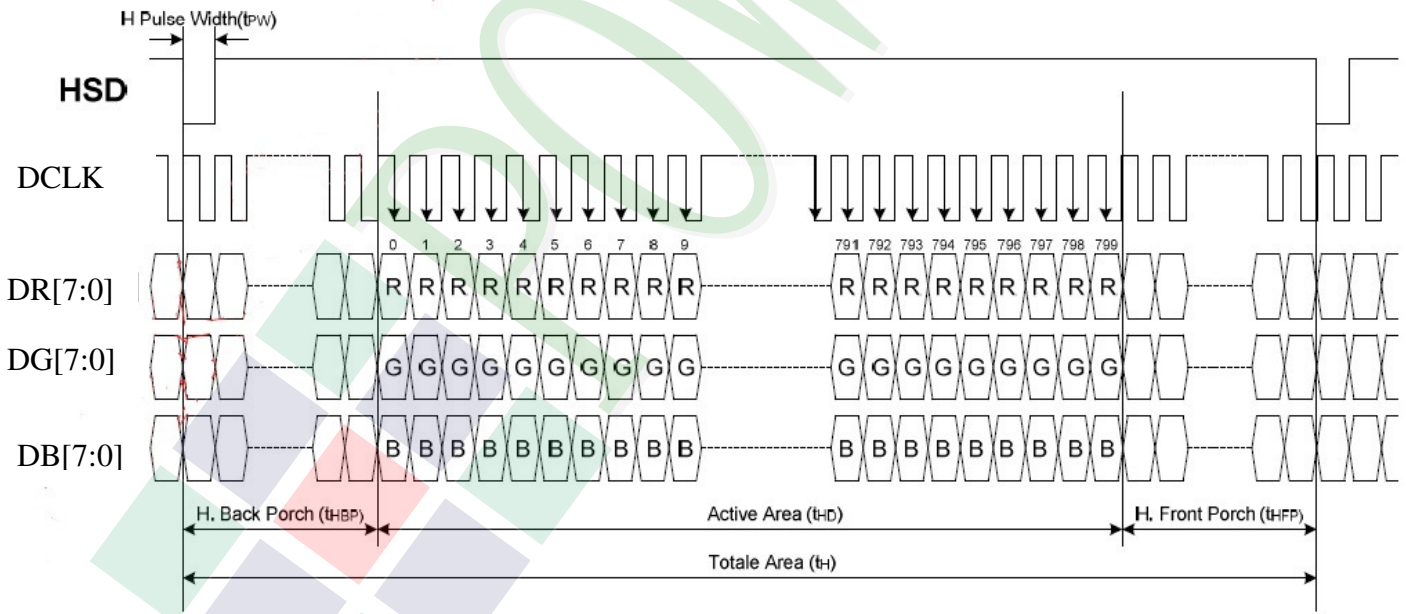 H Pulse Width(tPW)
HSD
DCLK
0 1 2 3 4 5 6 7 8 9 791 792 793 794 795 796 797 798 799
DR[7:0] R R R R R R R R R R R R R R R R R R R
DG[7:0] G G G G G G G G G G G G G G G G G G G
DB[7:0] B B B B B B B B B B B B B B B B B B B
H. Back Porch (tHBP) Active Area (tHD) H. Front Porch (tHFP)
Totale Area (tH)